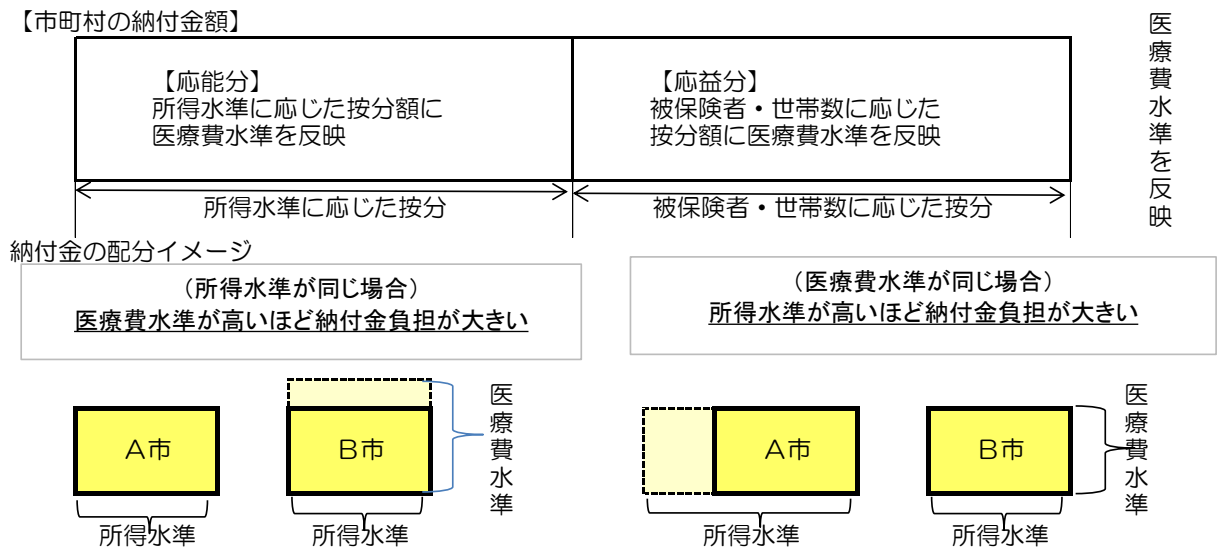 【市町村の納付金額】
医療費水準を反映
【応能分】
所得水準に応じた按分額に
医療費水準を反映
【応益分】
被保険者・世帯数に応じた
按分額に医療費水準を反映
所得水準に応じた按分
被保険者・世帯数に応じた按分
納付金の配分イメージ
（所得水準が同じ場合）
医療費水準が高いほど納付金負担が大きい
（医療費水準が同じ場合）
所得水準が高いほど納付金負担が大きい
A市
B市
医療費水準
A市
B市
医療費水準
所得水準
所得水準
所得水準
所得水準